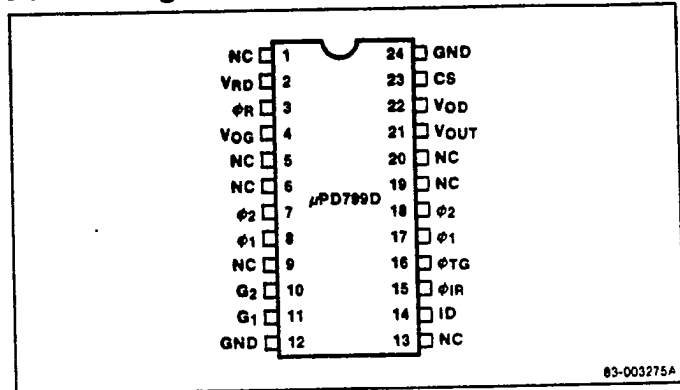 NC 1 24 GND
VRD 2 23 CS
φR 3 22 VOD
VOG 4 21 VOUT
NC 5 20 NC
NC 6 19 NC
μPD799D
φ2 7 18 φ2
φ1 8 17 φ1
NC 9 16 φTG
G2 10 15 φIR
G1 11 14 ID
GND 12 13 NC
83-003275A